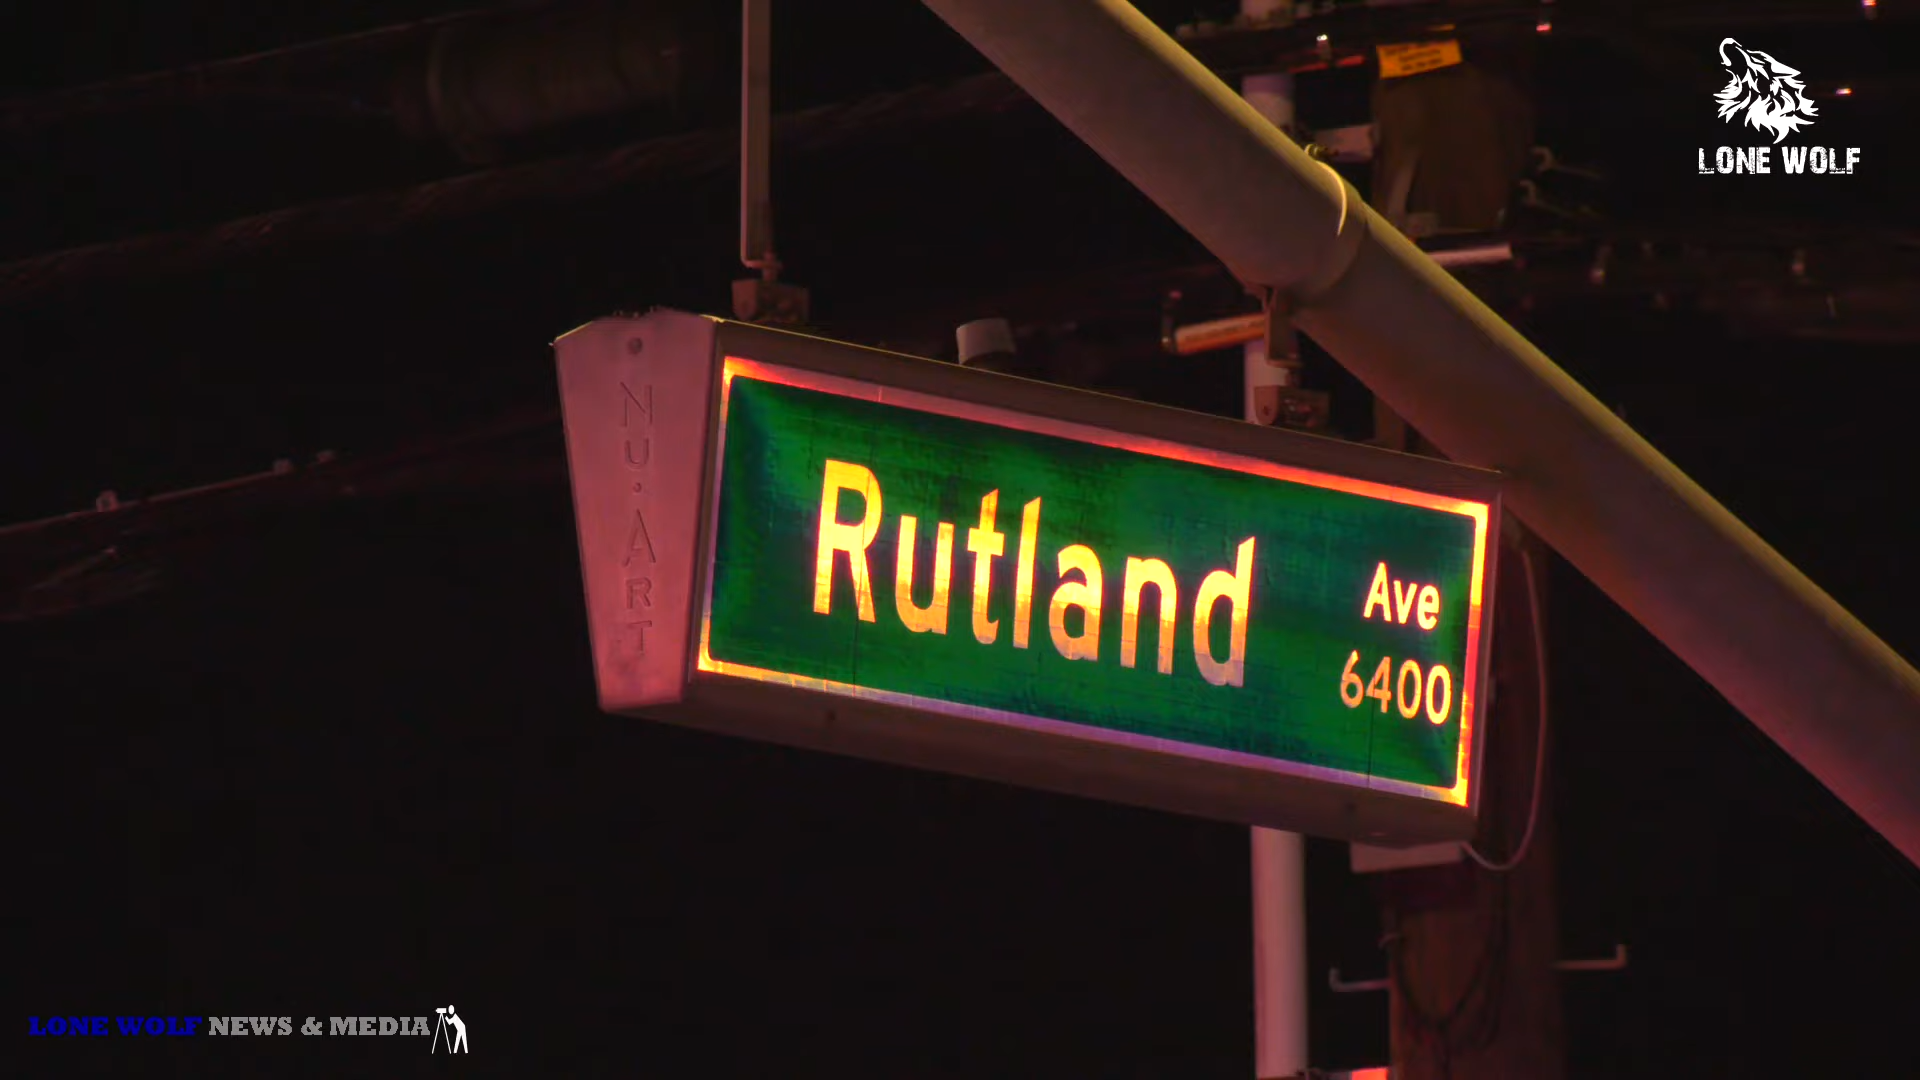 LONE WOLF
NU-ART
Rutland
Ave
6400
LONE WOLF NEWS & MEDIA